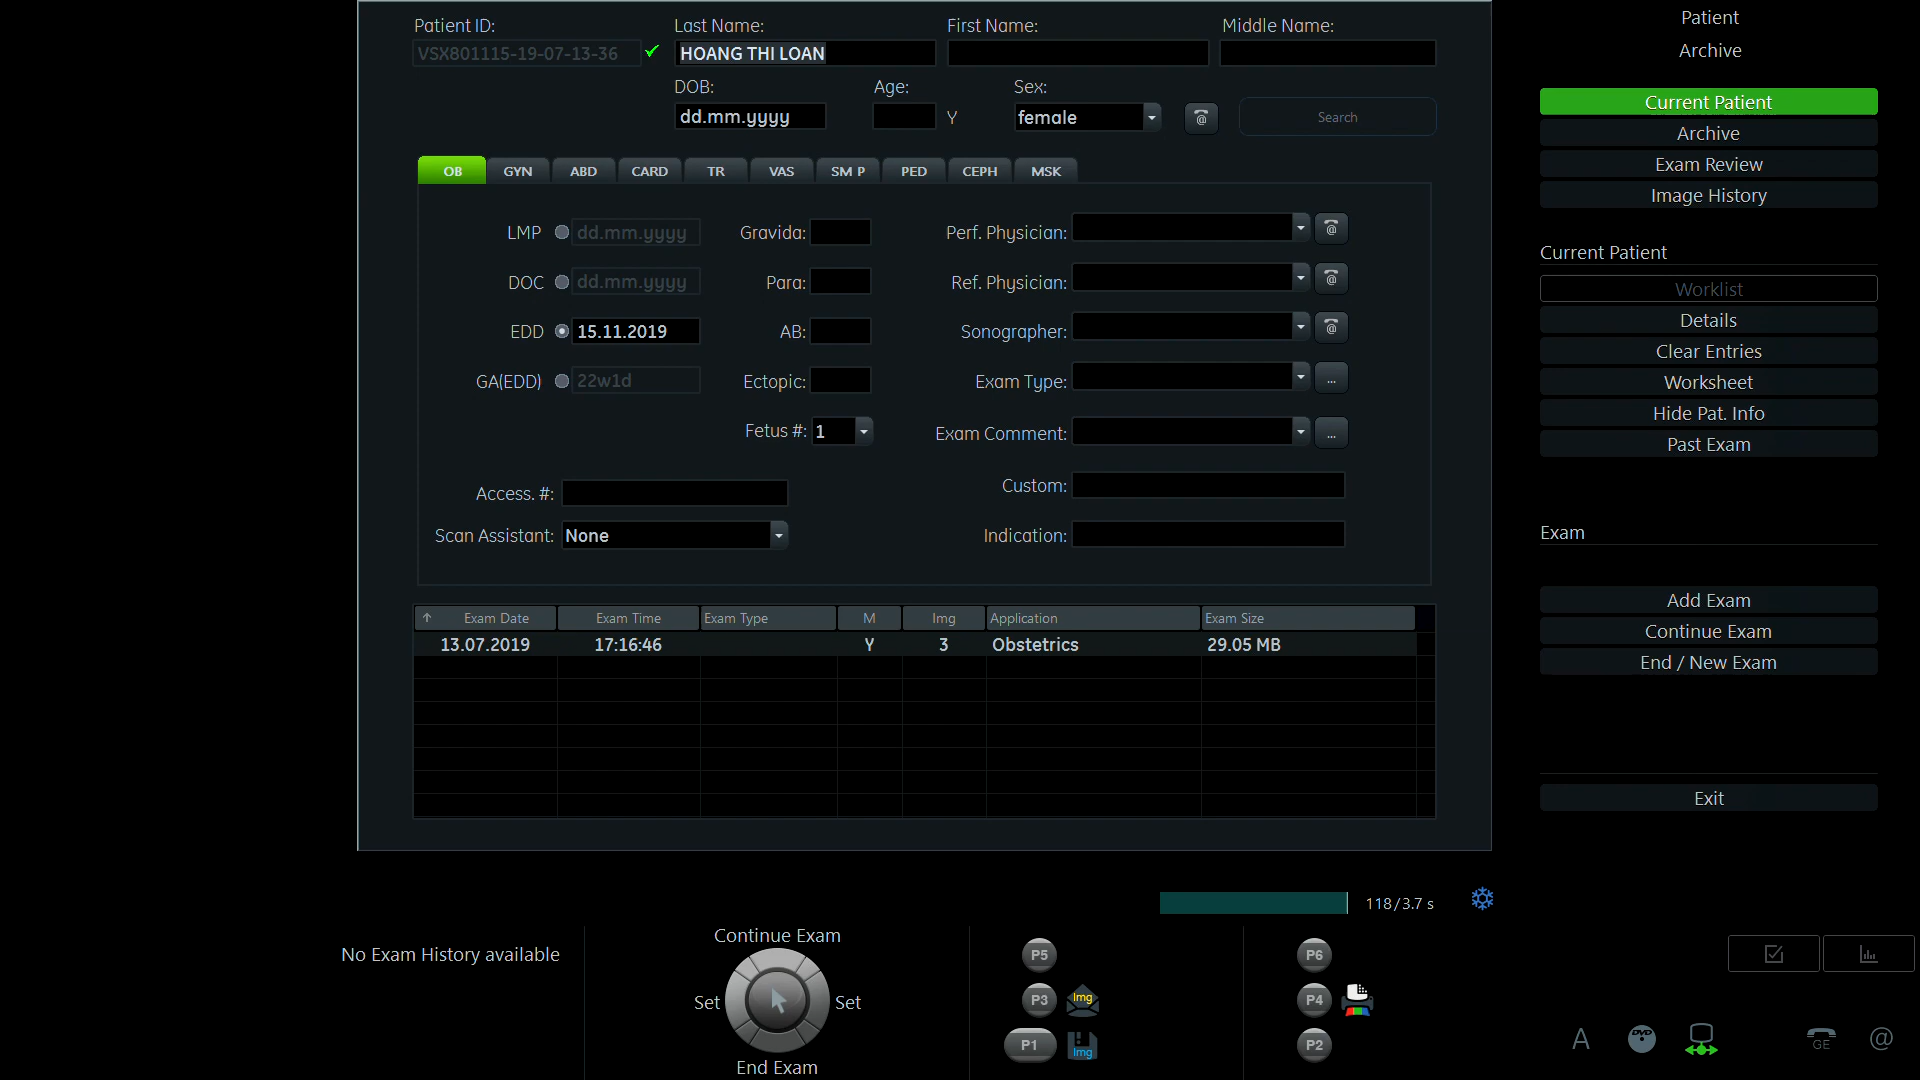 Patient ID:
VSX801115-19-07-13-36
Last Name:
HOANG THI LOAN
First Name:
Middle Name:
DOB:
dd.mm.yyyy
Age:
Y
Sex:
female
@
Search
OB GYN ABD CARD TR VAS SM P PED CEPH MSK
LMP dd.mm.yyyy
DOC dd.mm.yyyy
EDD 15.11.2019
GA(EDD) 22w1d
Gravida:
Para:
AB:
Ectopic:
Fetus #: 1
Perf. Physician: @
Ref. Physician: @
Sonographer: @
Exam Type: ...
Exam Comment: ...
Access. #:
Scan Assistant: None
Custom:
Indication:
Exam Date Exam Time Exam Type M Img Application Exam Size
13.07.2019 17:16:46 Y 3 Obstetrics 29.05 MB
Patient
Archive
Current Patient
Archive
Exam Review
Image History
Current Patient
Worklist
Details
Clear Entries
Worksheet
Hide Pat. Info
Past Exam
Exam
Add Exam
Continue Exam
End / New Exam
Exit
118/3.7 s
No Exam History available
Continue Exam
Set Set
End Exam
P5
P3 Img
P1 Img
P6
P4
P2
A DVD GE @